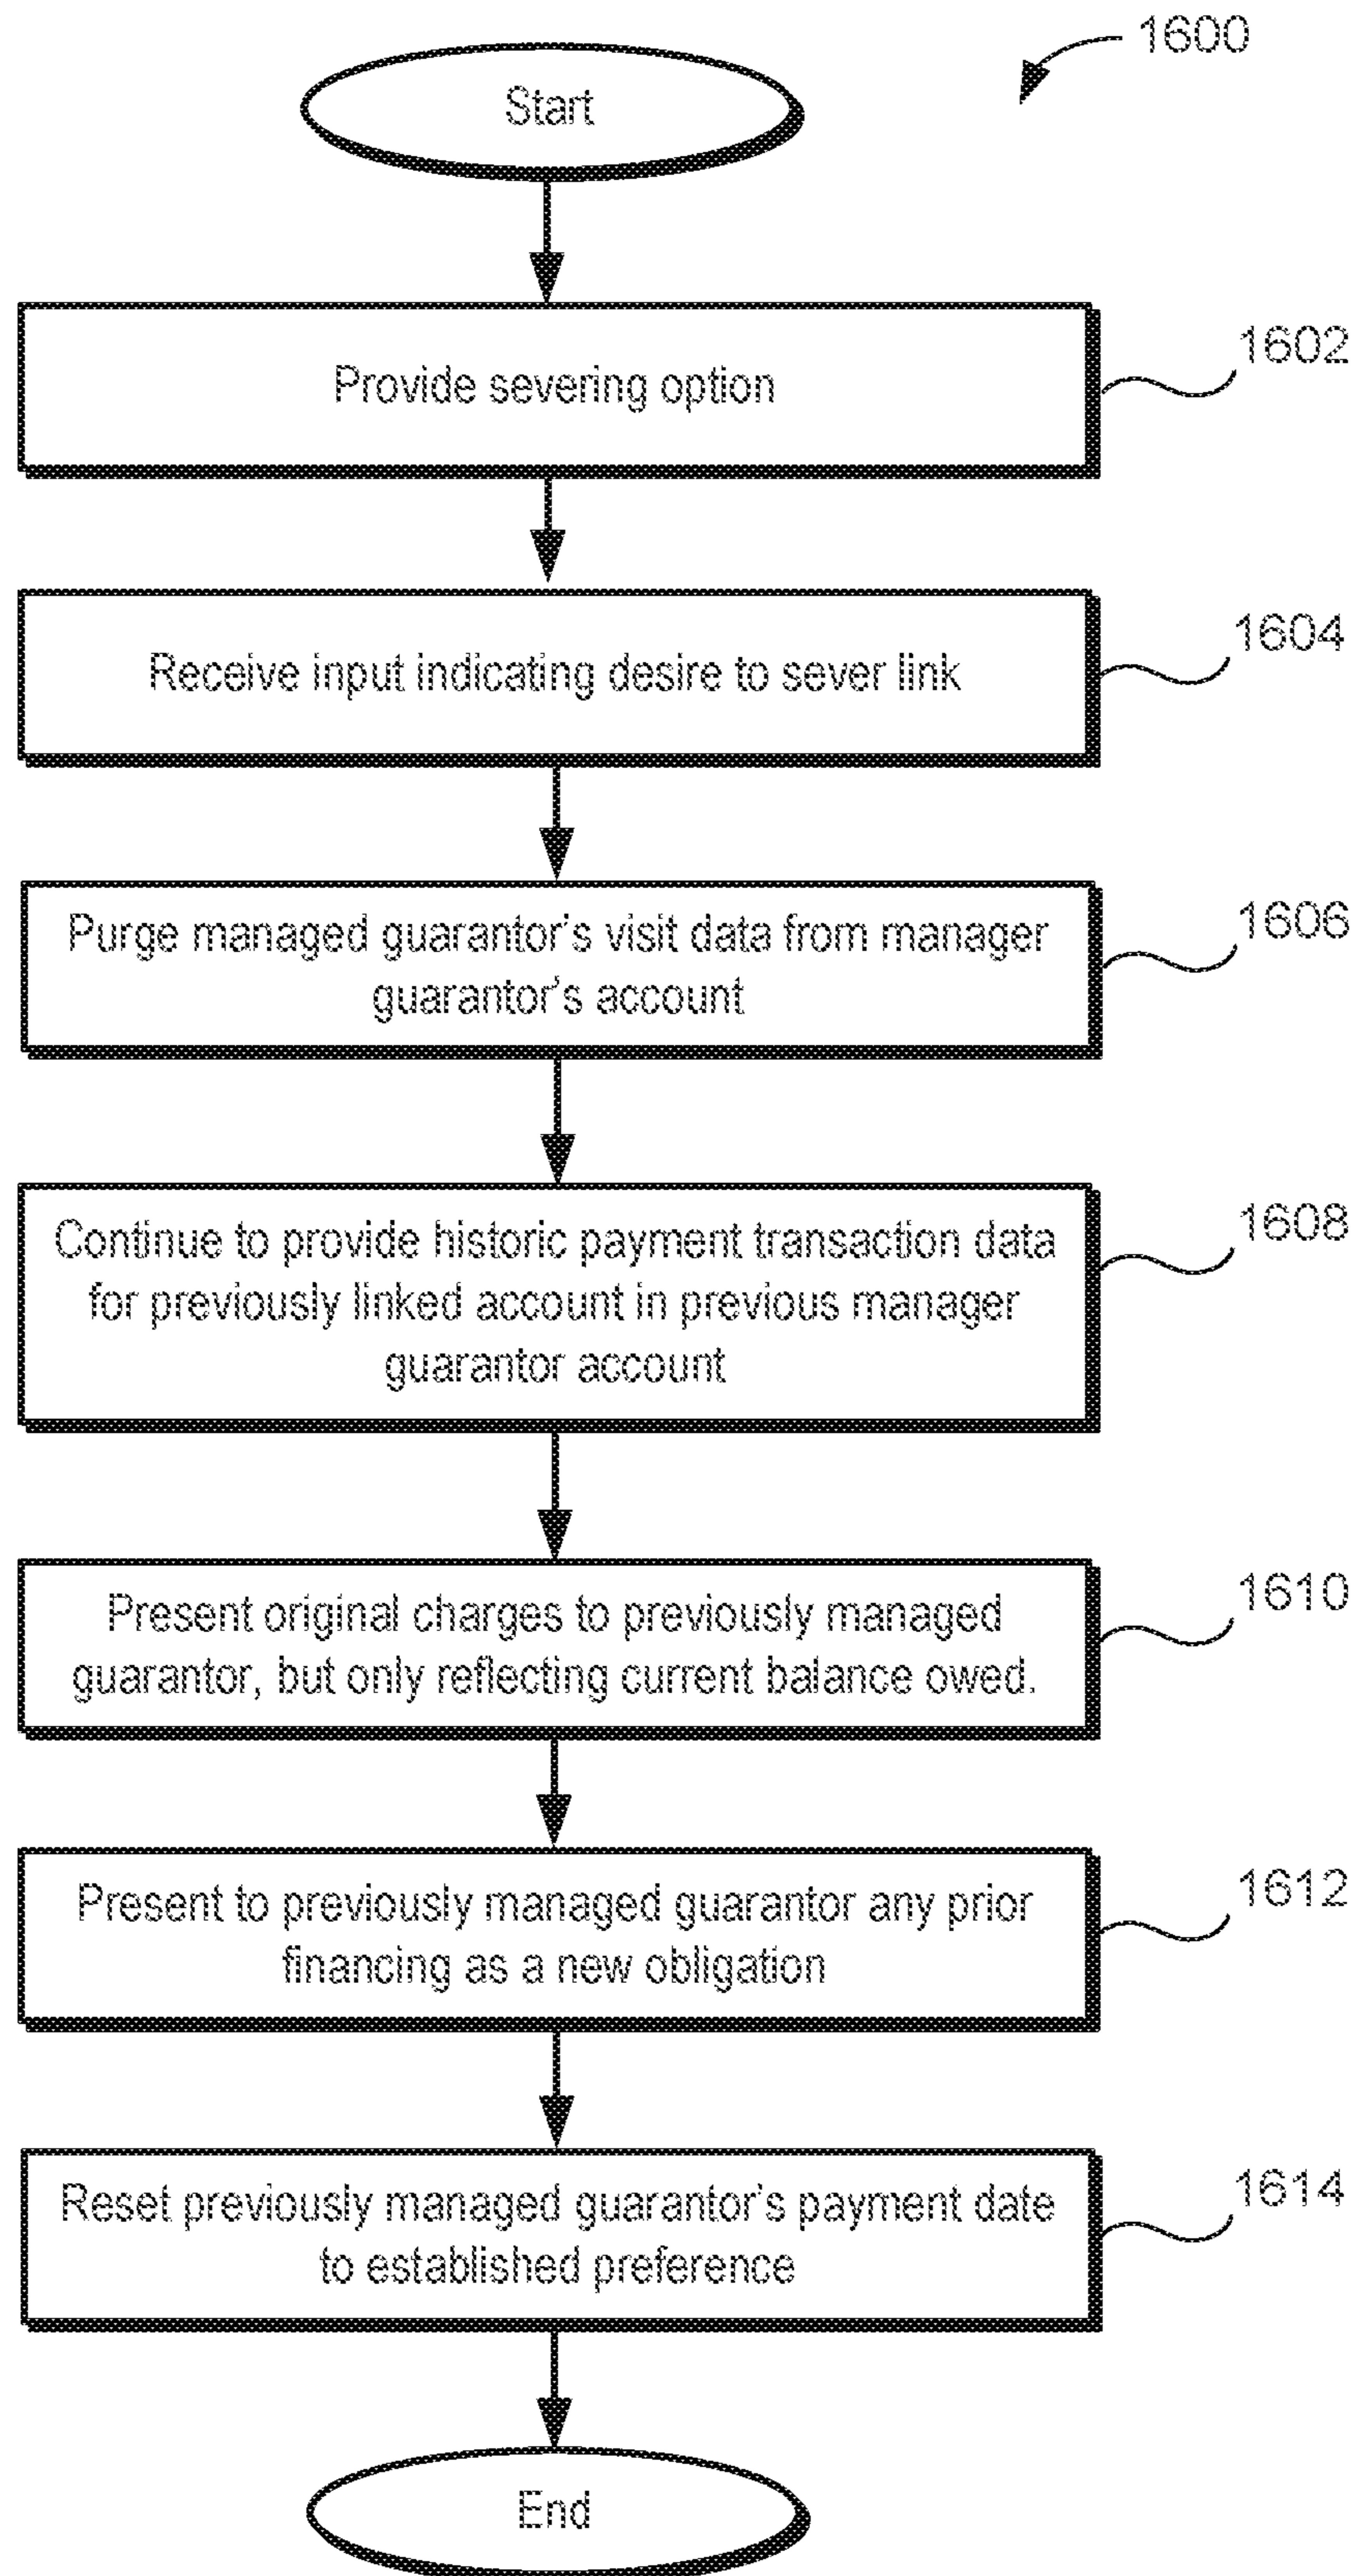 1600
Start
Provide severing option
1602
Receive input indicating desire to sever link
1604
Purge managed guarantor's visit data from manager
guarantor's account
1606
Continue to provide historic payment transaction data
for previously linked account in previous manager
guarantor account
1608
Present original charges to previously managed
guarantor, but only reflecting current balance owed.
1610
Present to previously managed guarantor any prior
financing as a new obligation
1612
Reset previously managed guarantor's payment date
to established preference
1614
End